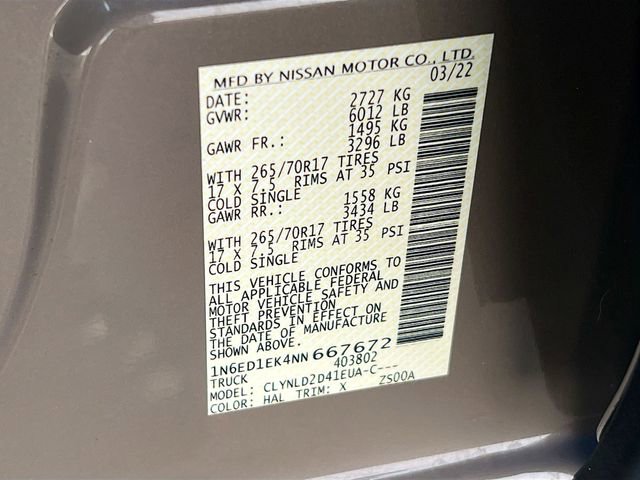 MFD BY NISSAN MOTOR CO., LTD.
DATE: 03/22
GVWR: 2727 KG
6012 LB
GAWR FR.: 1495 KG
3296 LB
WITH 265/70R17 TIRES
17 X 7.5 RIMS AT 35 PSI
COLD SINGLE
GAWR RR.: 1558 KG
3434 LB
WITH 265/70R17 TIRES
17 X 7.5 RIMS AT 35 PSI
COLD SINGLE
THIS VEHICLE CONFORMS TO
ALL APPLICABLE FEDERAL
MOTOR VEHICLE SAFETY AND
THEFT PREVENTION
STANDARDS IN EFFECT ON
THE DATE OF MANUFACTURE
SHOWN ABOVE.
1N6ED1EK4NN667672
TRUCK 403802
MODEL: CLYNLD2D41EUA-C---
COLOR: HAL TRIM: X ZS00A